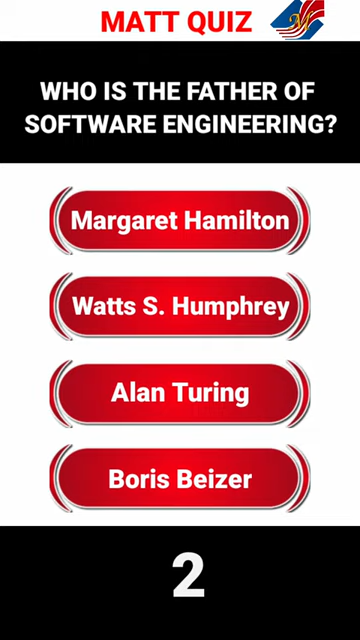 MATT QUIZ
M
WHO IS THE FATHER OF
SOFTWARE ENGINEERING?
Margaret Hamilton
Watts S. Humphrey
Alan Turing
Boris Beizer
2